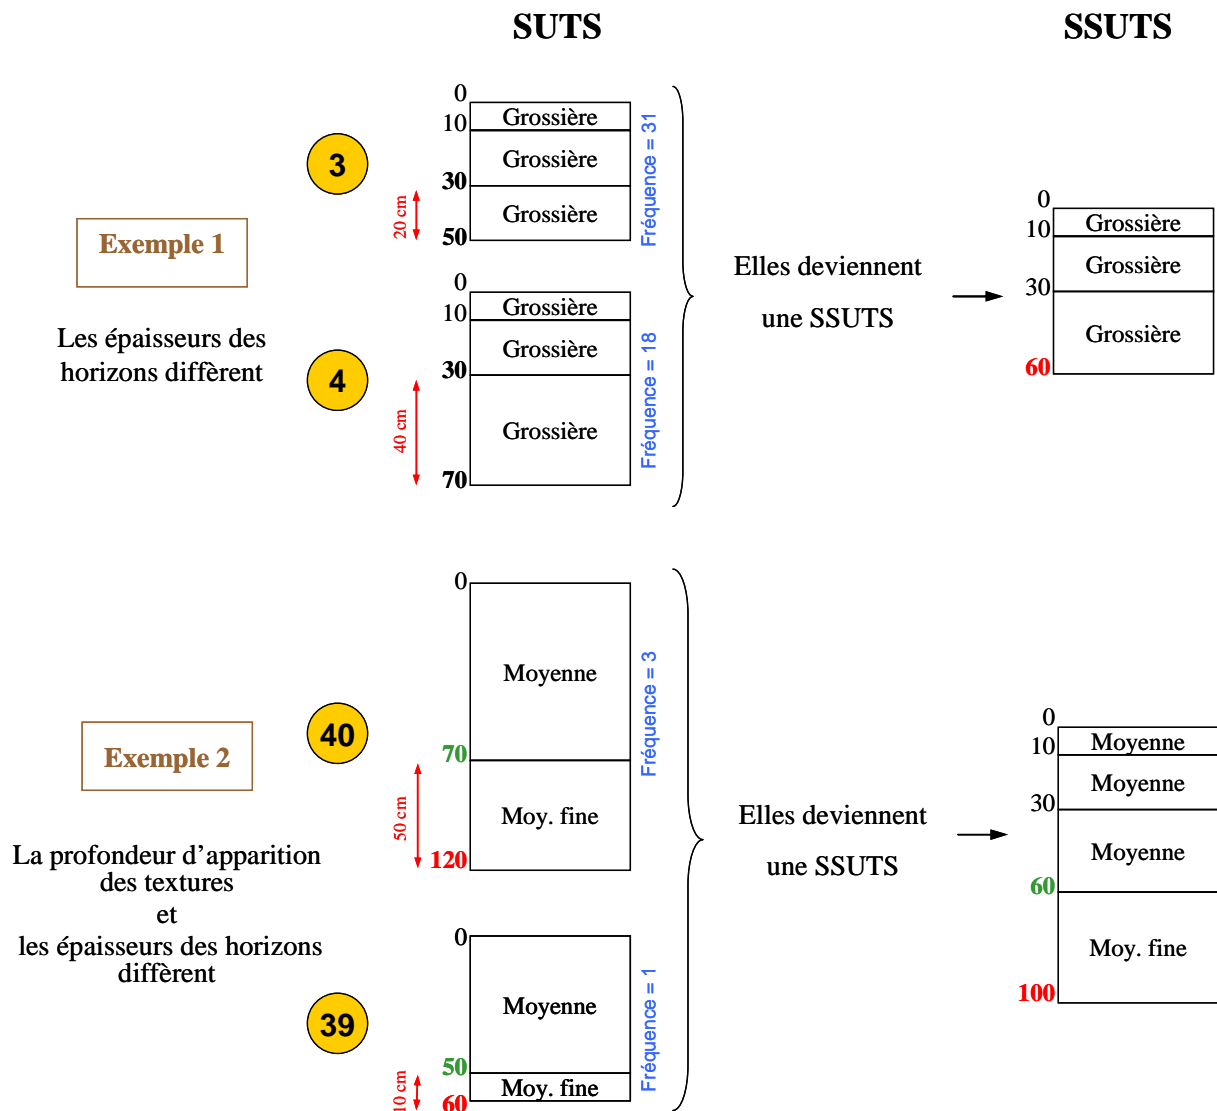 SUTS
SSUTS
Exemple 1
Les épaisseurs des
horizons diffèrent
3
0
10
30
50
Grossière
Grossière
Grossière
20 cm
Fréquence = 31
4
0
10
30
70
Grossière
Grossière
Grossière
40 cm
Fréquence = 18
Elles deviennent
une SSUTS
0
10
30
60
Grossière
Grossière
Grossière
Exemple 2
La profondeur d’apparition
des textures
et
les épaisseurs des horizons
diffèrent
40
0
70
120
Moyenne
Moy. fine
50 cm
Fréquence = 3
39
0
50
60
Moyenne
Moy. fine
10 cm
Fréquence = 1
Elles deviennent
une SSUTS
0
10
30
60
100
Moyenne
Moyenne
Moyenne
Moy. fine